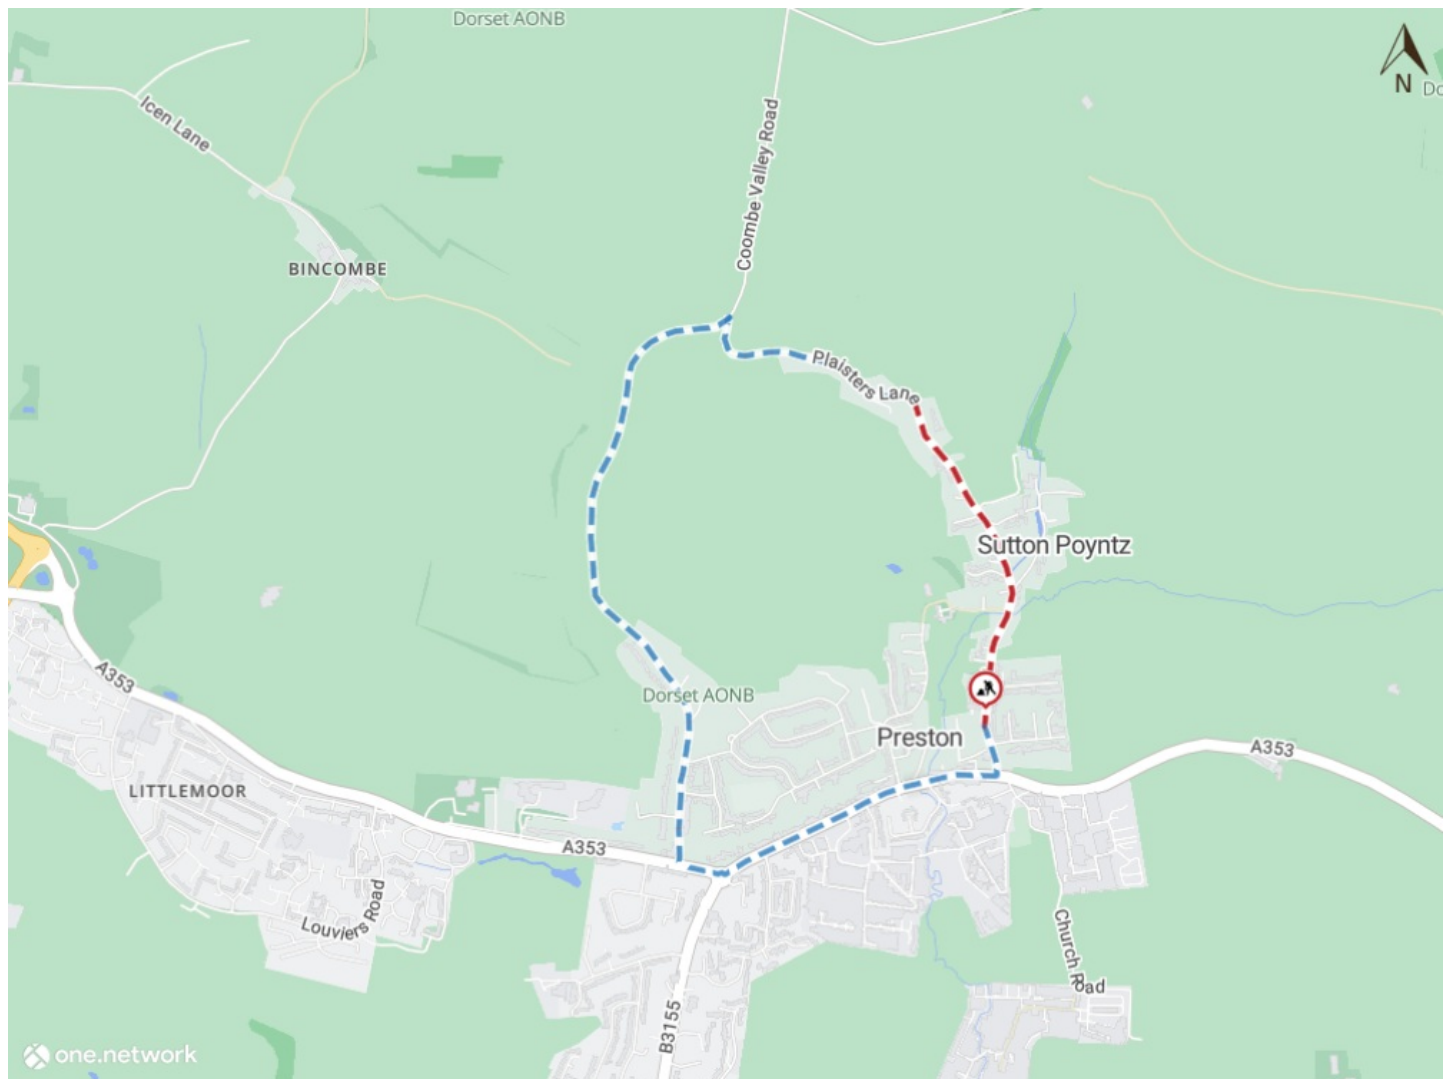 Dorset AONB
N
Do
Icen Lane
Coombe Valley Road
BINCOMBE
Plaisters Lane
Sutton Poyntz
A353
Dorset AONB
Preston
A353
LITTLEMOOR
A353
Louviers Road
Church Road
B3155
one.network